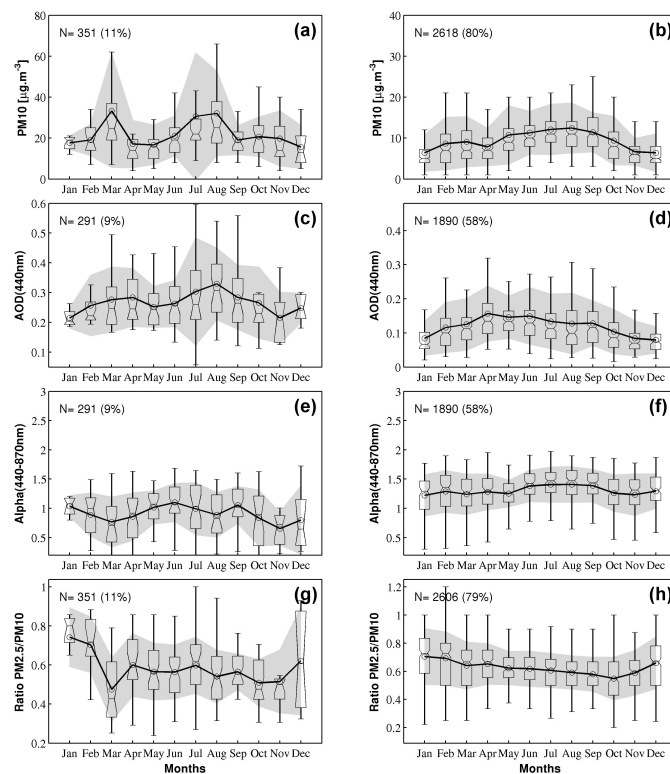 (a)
N= 351 (11%)
PM10 [µg.m-3]
80
60
40
20
0
Jan Feb Mar Apr May Jun Jul Aug Sep Oct Nov Dec
(b)
N= 2618 (80%)
PM10 [µg.m-3]
40
30
20
10
0
Jan Feb Mar Apr May Jun Jul Aug Sep Oct Nov Dec
(c)
N= 291 (9%)
AOD(440nm)
0.6
0.5
0.4
0.3
0.2
0.1
Jan Feb Mar Apr May Jun Jul Aug Sep Oct Nov Dec
(d)
N= 1890 (58%)
AOD(440nm)
0.4
0.3
0.2
0.1
0
Jan Feb Mar Apr May Jun Jul Aug Sep Oct Nov Dec
(e)
N= 291 (9%)
Alpha(440-870nm)
3
2.5
2
1.5
1
0.5
Jan Feb Mar Apr May Jun Jul Aug Sep Oct Nov Dec
(f)
N= 1890 (58%)
Alpha(440-870nm)
3
2.5
2
1.5
1
0.5
Jan Feb Mar Apr May Jun Jul Aug Sep Oct Nov Dec
(g)
N= 351 (11%)
Ratio PM2.5/PM10
1
0.8
0.6
0.4
0.2
Jan Feb Mar Apr May Jun Jul Aug Sep Oct Nov Dec
Months
(h)
N= 2606 (79%)
Ratio PM2.5/PM10
1.2
1
0.8
0.6
0.4
0.2
Jan Feb Mar Apr May Jun Jul Aug Sep Oct Nov Dec
Months